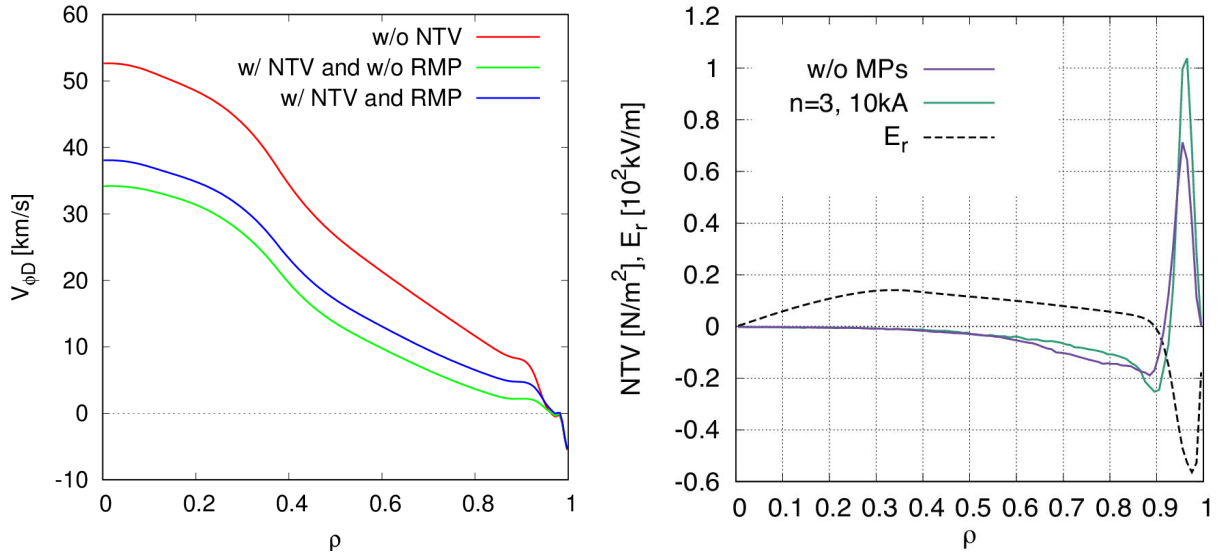 60
50
40
30
20
10
0
-10
V_ϕD [km/s]
w/o NTV
w/ NTV and w/o RMP
w/ NTV and RMP
0 0.2 0.4 0.6 0.8 1
ρ
1.2
1
0.8
0.6
0.4
0.2
0
-0.2
-0.4
-0.6
NTV [N/m²], E_r [10²kV/m]
w/o MPs
n=3, 10kA
E_r
0 0.1 0.2 0.3 0.4 0.5 0.6 0.7 0.8 0.9 1
ρ